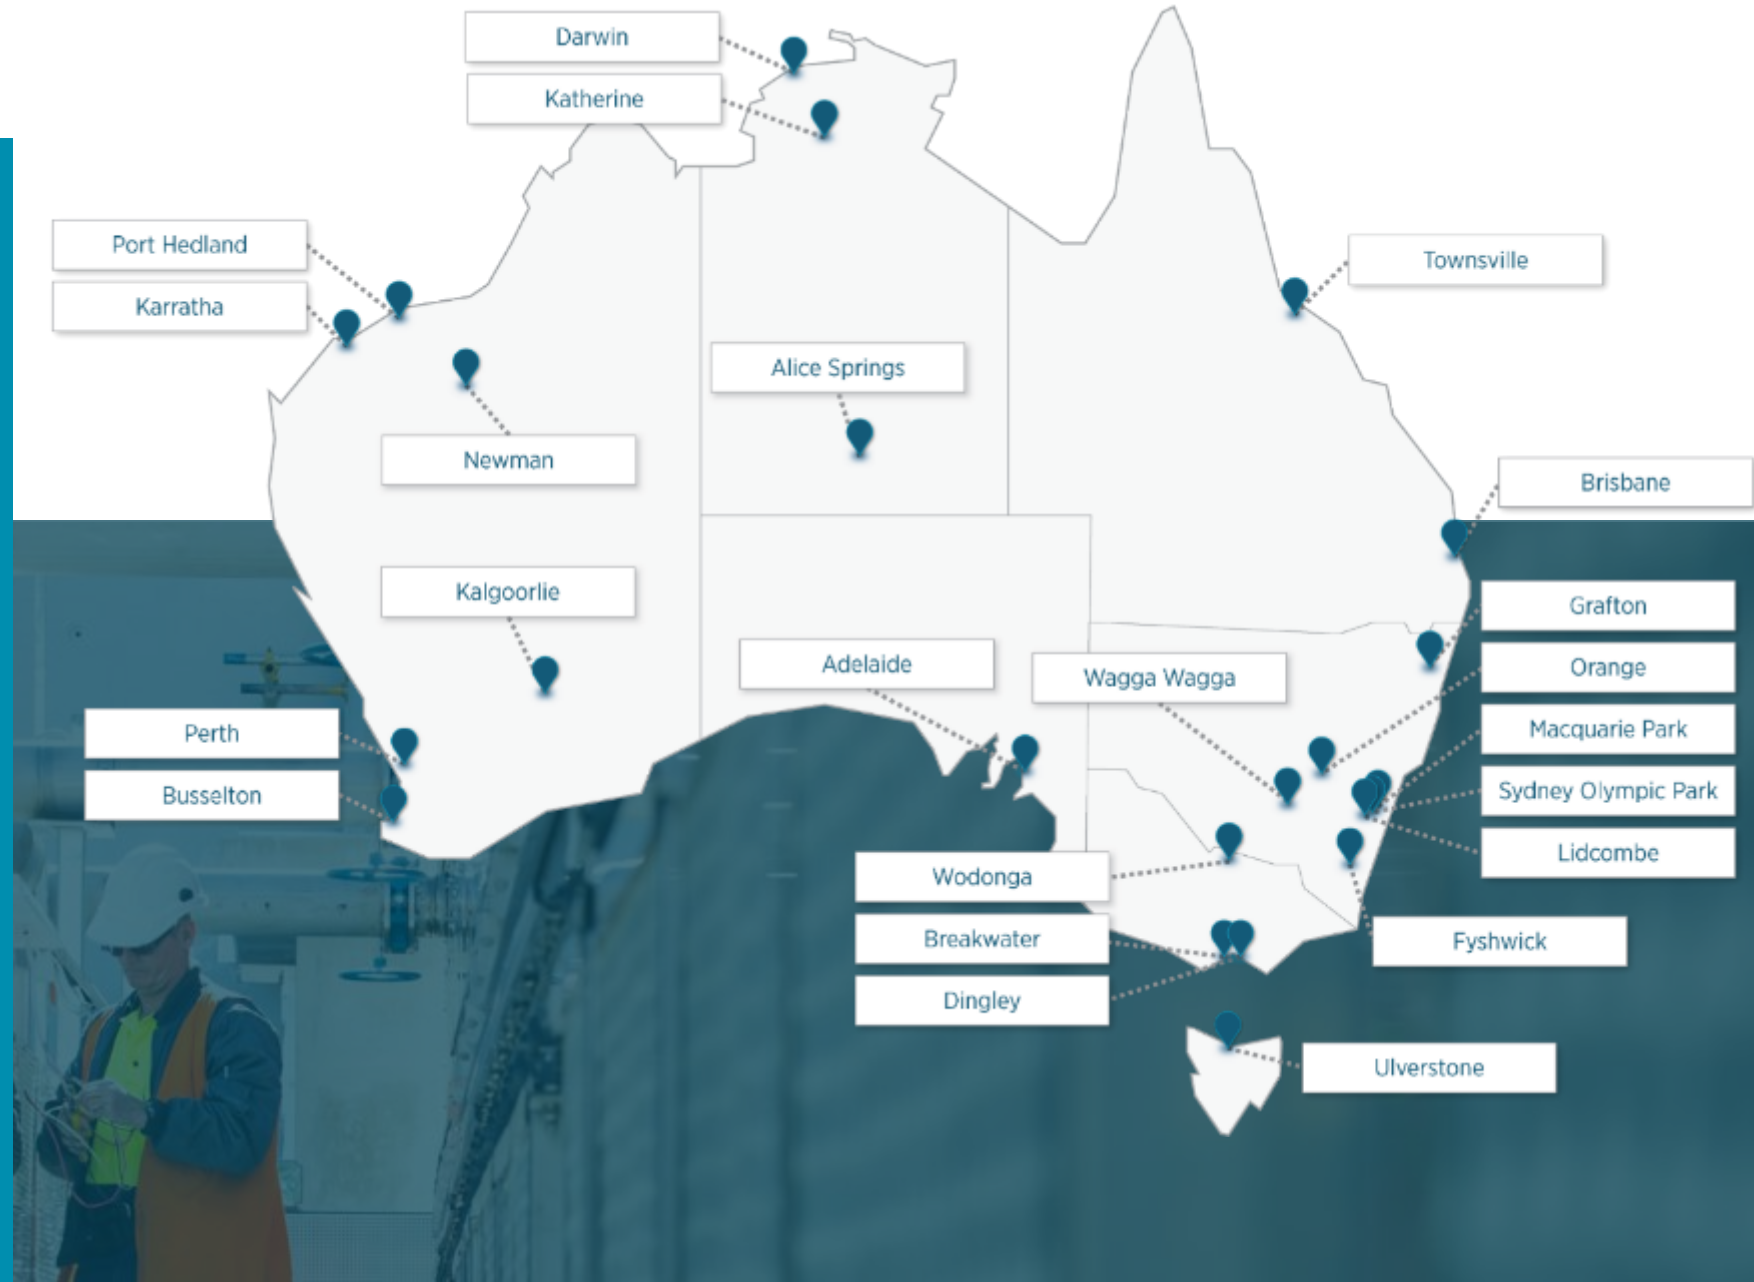 Darwin
Katherine
Port Hedland
Karratha
Townsville
Alice Springs
Newman
Brisbane
Kalgoorlie
Grafton
Adelaide
Wagga Wagga
Orange
Perth
Macquarie Park
Busselton
Sydney Olympic Park
Lidcombe
Wodonga
Breakwater
Fyshwick
Dingley
Ulverstone